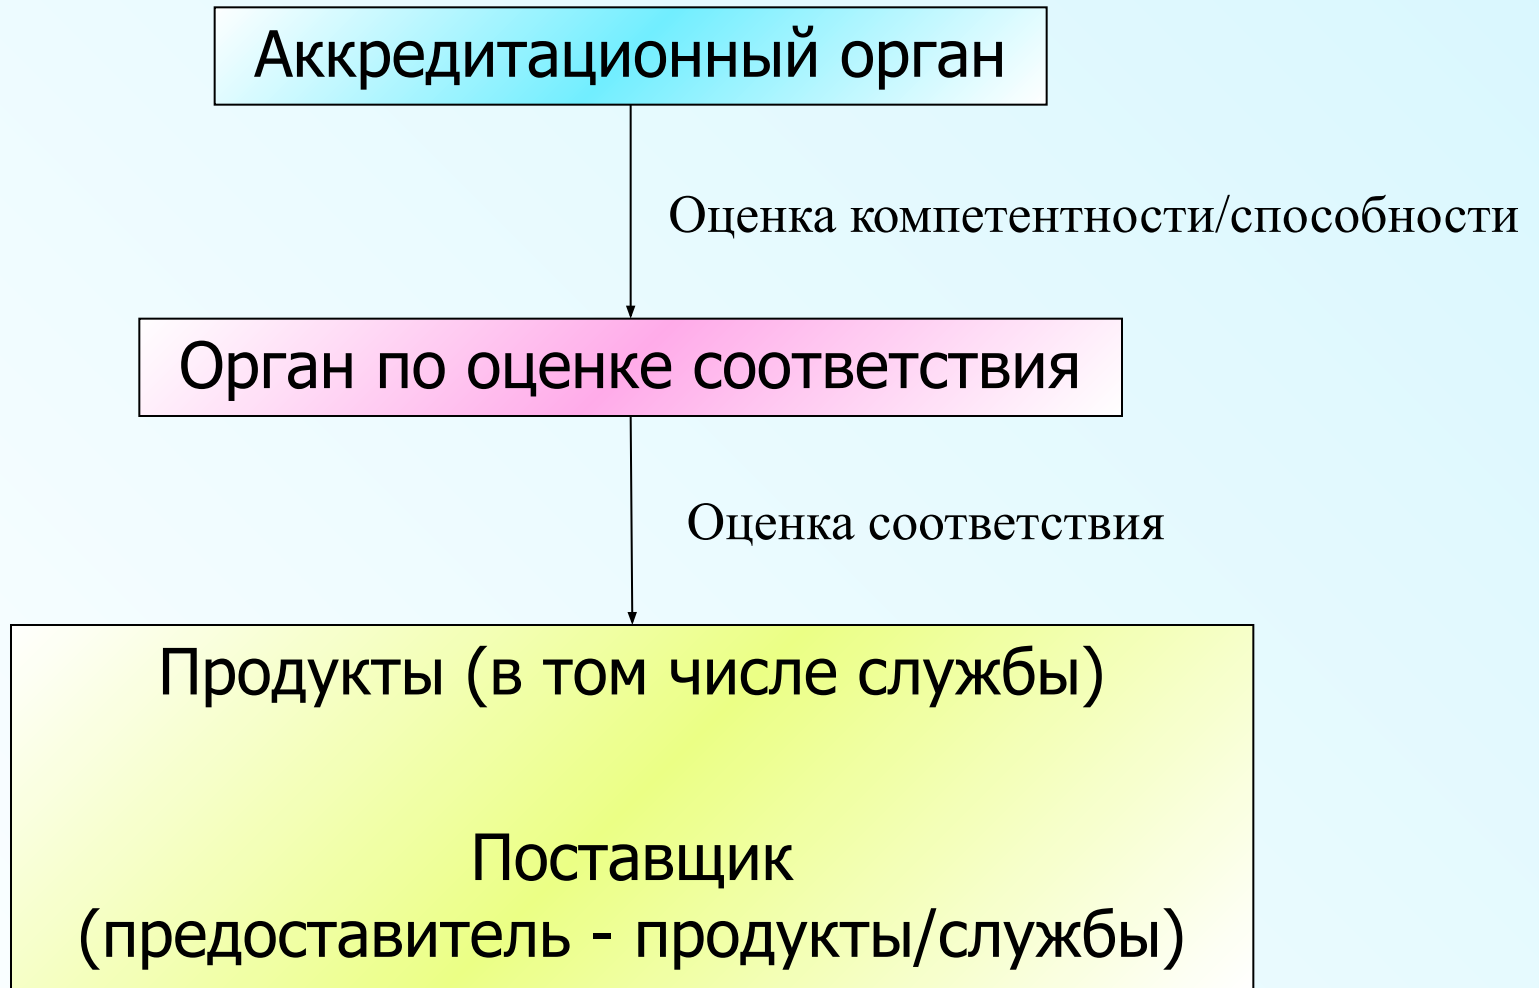 Аккредитационный орган
Оценка компетентности/способности
Орган по оценке соответствия
Оценка соответствия
Продукты (в том числе службы)
Поставщик
(предоставитель - продукты/службы)